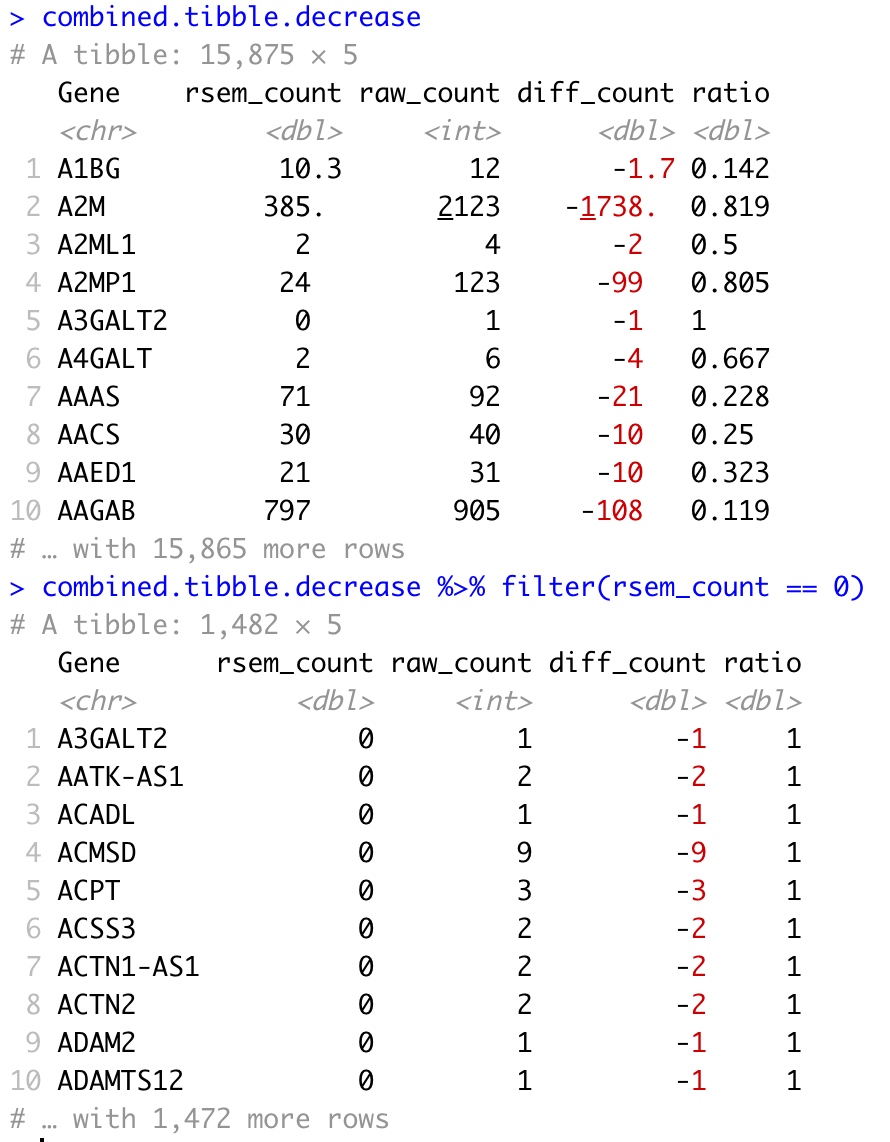 > combined.tibble.decrease
# A tibble: 15,875 × 5
   Gene    rsem_count raw_count diff_count ratio
   <chr>        <dbl>     <int>      <dbl> <dbl>
 1 A1BG          10.3        12       -1.7 0.142
 2 A2M          385.       2123    -1738.  0.819
 3 A2ML1          2           4       -2   0.5
 4 A2MP1         24         123      -99   0.805
 5 A3GALT2        0           1       -1   1
 6 A4GALT         2           6       -4   0.667
 7 AAAS          71          92      -21   0.228
 8 AACS          30          40      -10   0.25
 9 AAED1         21          31      -10   0.323
10 AAGAB        797         905     -108   0.119
# … with 15,865 more rows
> combined.tibble.decrease %>% filter(rsem_count == 0)
# A tibble: 1,482 × 5
   Gene      rsem_count raw_count diff_count ratio
   <chr>          <dbl>     <int>      <dbl> <dbl>
 1 A3GALT2            0         1         -1     1
 2 AATK-AS1           0         2         -2     1
 3 ACADL              0         1         -1     1
 4 ACMSD              0         9         -9     1
 5 ACPT               0         3         -3     1
 6 ACSS3              0         2         -2     1
 7 ACTN1-AS1          0         2         -2     1
 8 ACTN2              0         2         -2     1
 9 ADAM2              0         1         -1     1
10 ADAMTS12           0         1         -1     1
# … with 1,472 more rows